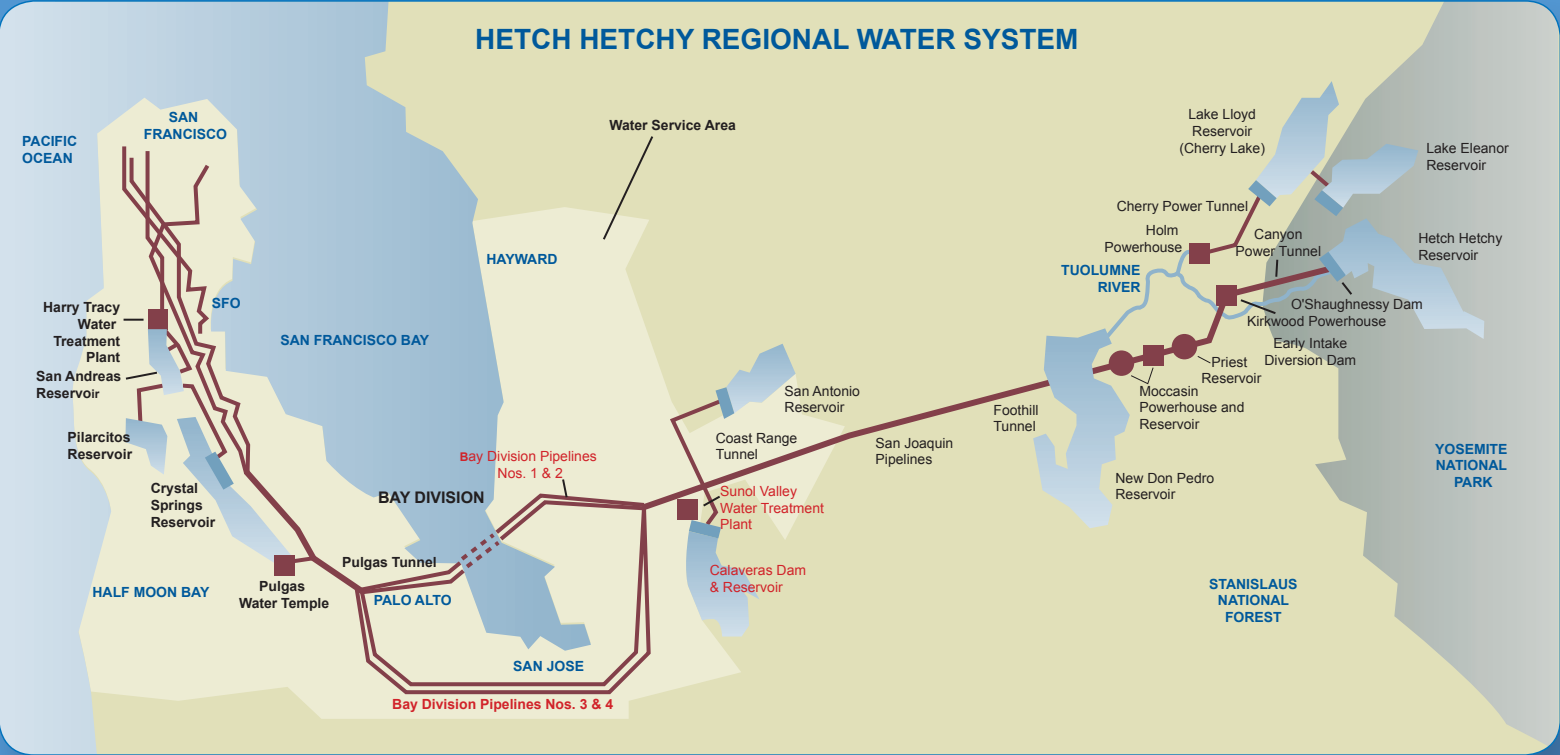 HETCH HETCHY REGIONAL WATER SYSTEM
PACIFIC
OCEAN
SAN
FRANCISCO
Water Service Area
Lake Lloyd
Reservoir
(Cherry Lake)
Lake Eleanor
Reservoir
Cherry Power Tunnel
Holm
Powerhouse
Canyon
Power Tunnel
Hetch Hetchy
Reservoir
HAYWARD
TUOLUMNE
RIVER
O'Shaughnessy Dam
Kirkwood Powerhouse
Early Intake
Diversion Dam
Harry Tracy
Water
Treatment
Plant
SFO
SAN FRANCISCO BAY
San Andreas
Reservoir
Priest
Reservoir
Moccasin
Powerhouse and
Reservoir
San Antonio
Reservoir
Foothill
Tunnel
Pilarcitos
Reservoir
Coast Range
Tunnel
San Joaquin
Pipelines
Bay Division Pipelines
Nos. 1 & 2
YOSEMITE
NATIONAL
PARK
New Don Pedro
Reservoir
Crystal
Springs
Reservoir
BAY DIVISION
Sunol Valley
Water Treatment
Plant
Pulgas Tunnel
Calaveras Dam
& Reservoir
HALF MOON BAY
Pulgas
Water Temple
PALO ALTO
STANISLAUS
NATIONAL
FOREST
SAN JOSE
Bay Division Pipelines Nos. 3 & 4